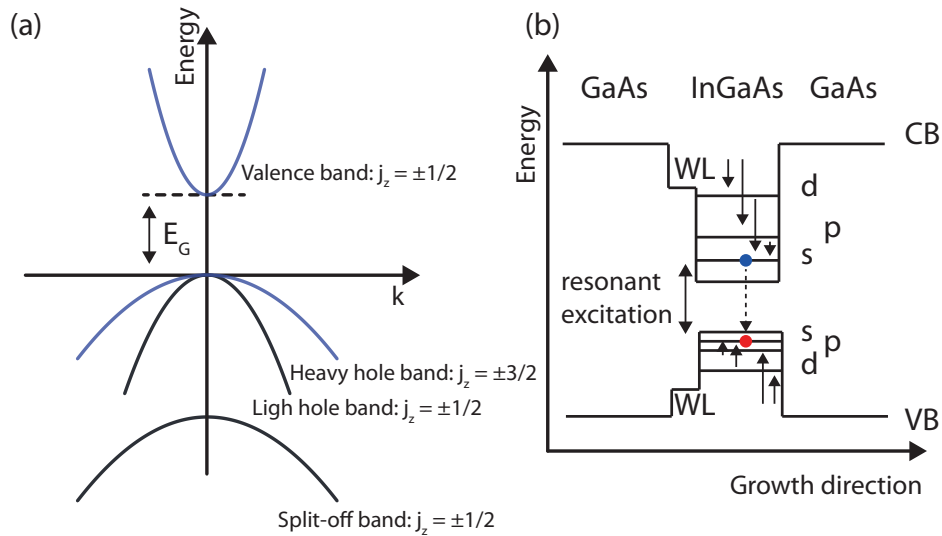 (a)
Energy
Valence band: j_z = ±1/2
E_G
k
Heavy hole band: j_z = ±3/2
Ligh hole band: j_z = ±1/2
Split-off band: j_z = ±1/2
(b)
Energy
GaAs InGaAs GaAs
CB
WL
d
p
s
resonant
excitation
s
p
d
WL
VB
Growth direction